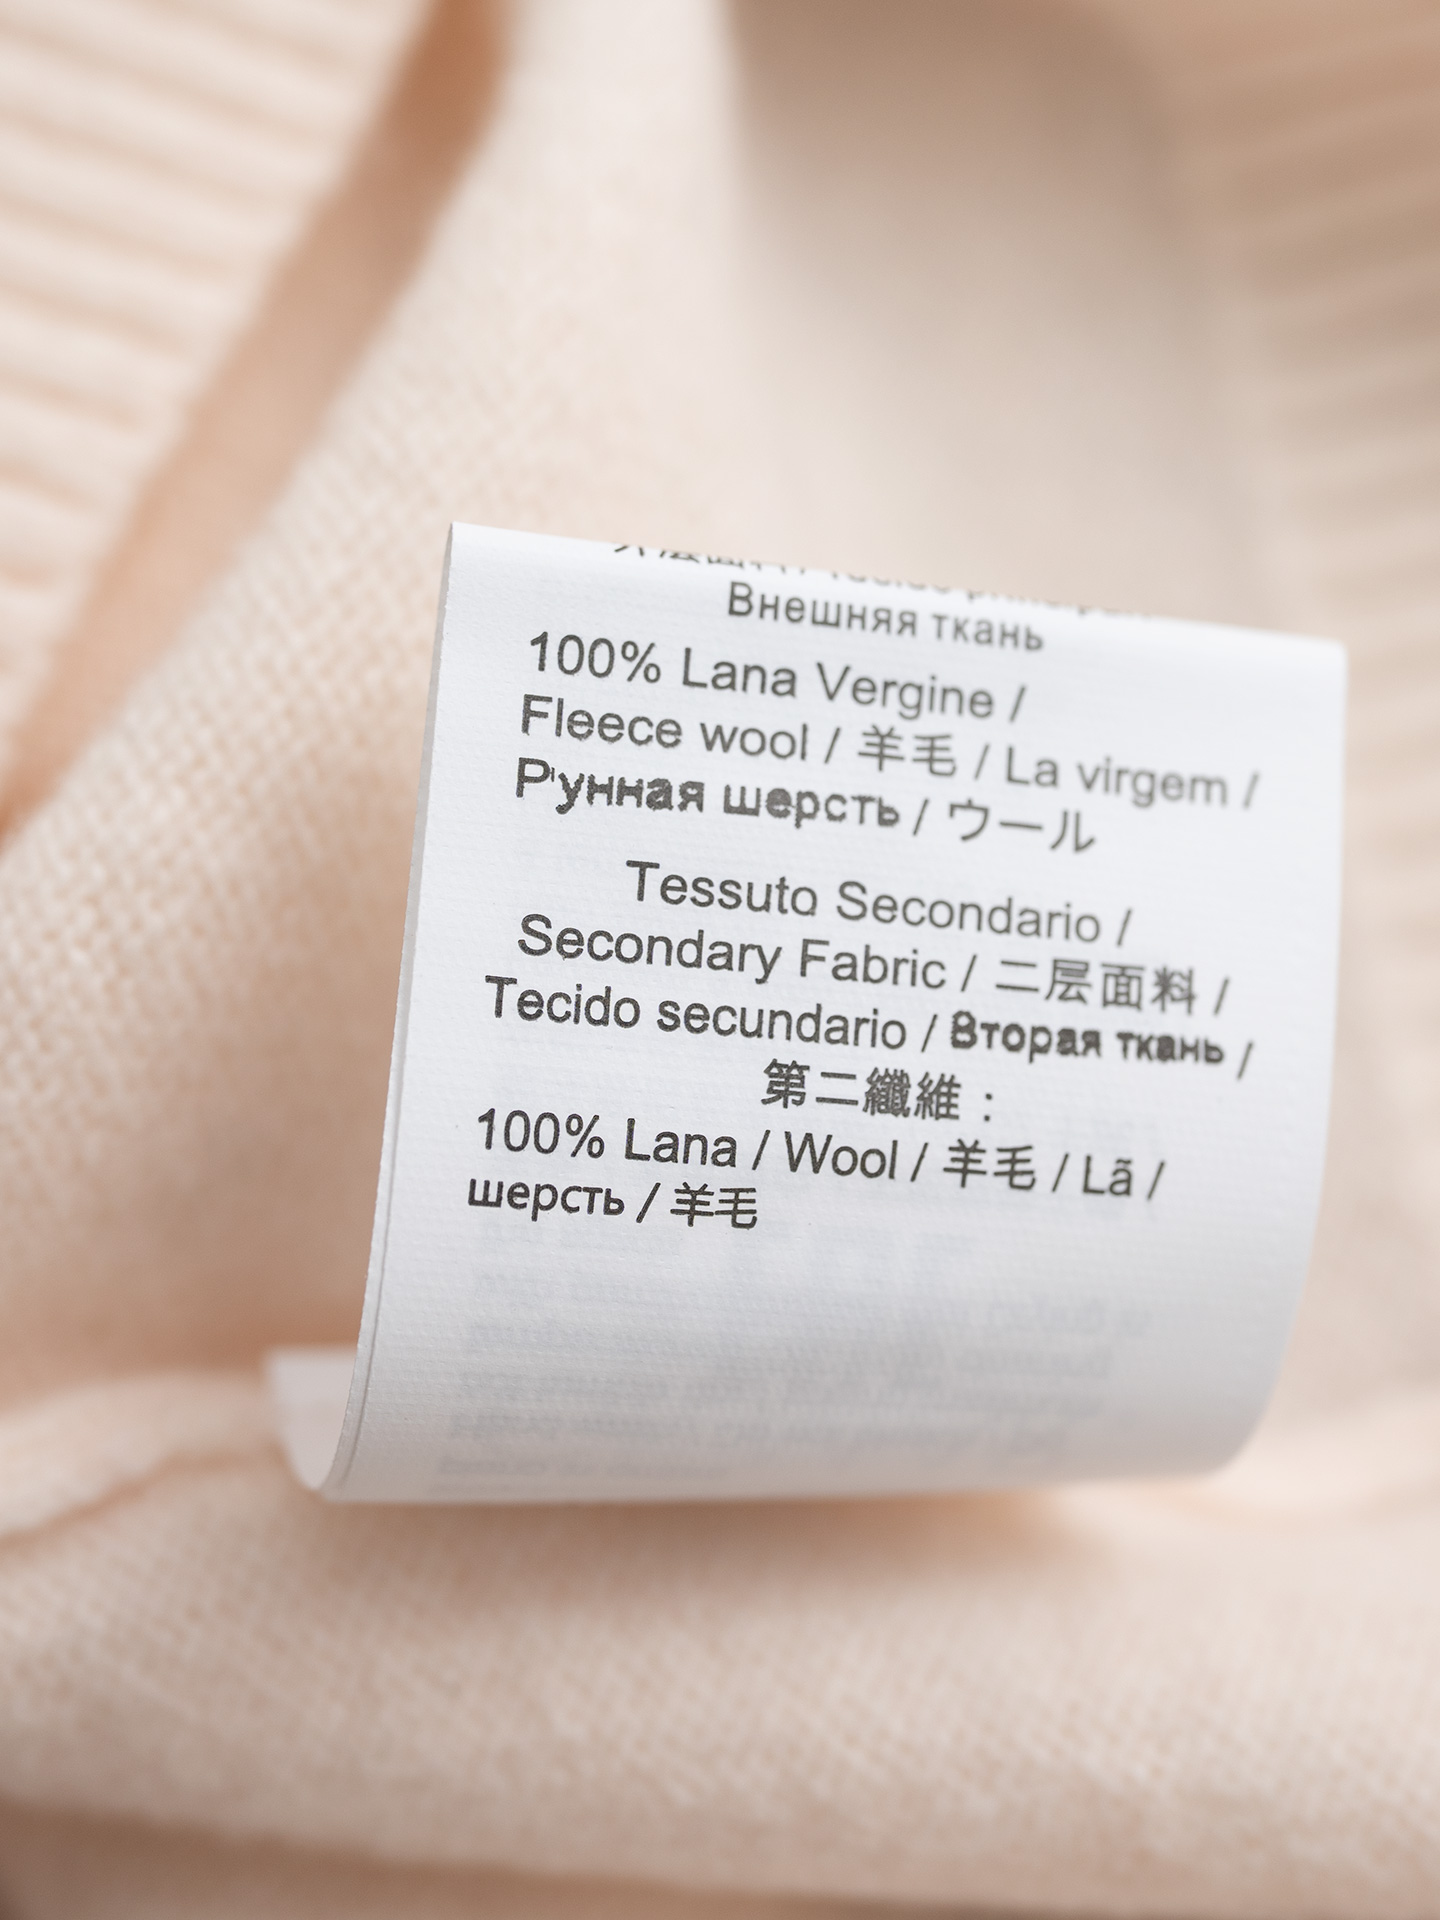 Внешняя ткань
100% Lana Vergine /
Fleece wool / 羊毛 / La virgem /
Рунная шерсть / ウール
Tessuto Secondario /
Secondary Fabric / 二层面料 /
Tecido secundario / Вторая ткань /
第二纖維：
100% Lana / Wool / 羊毛 / Lã /
шерсть / 羊毛